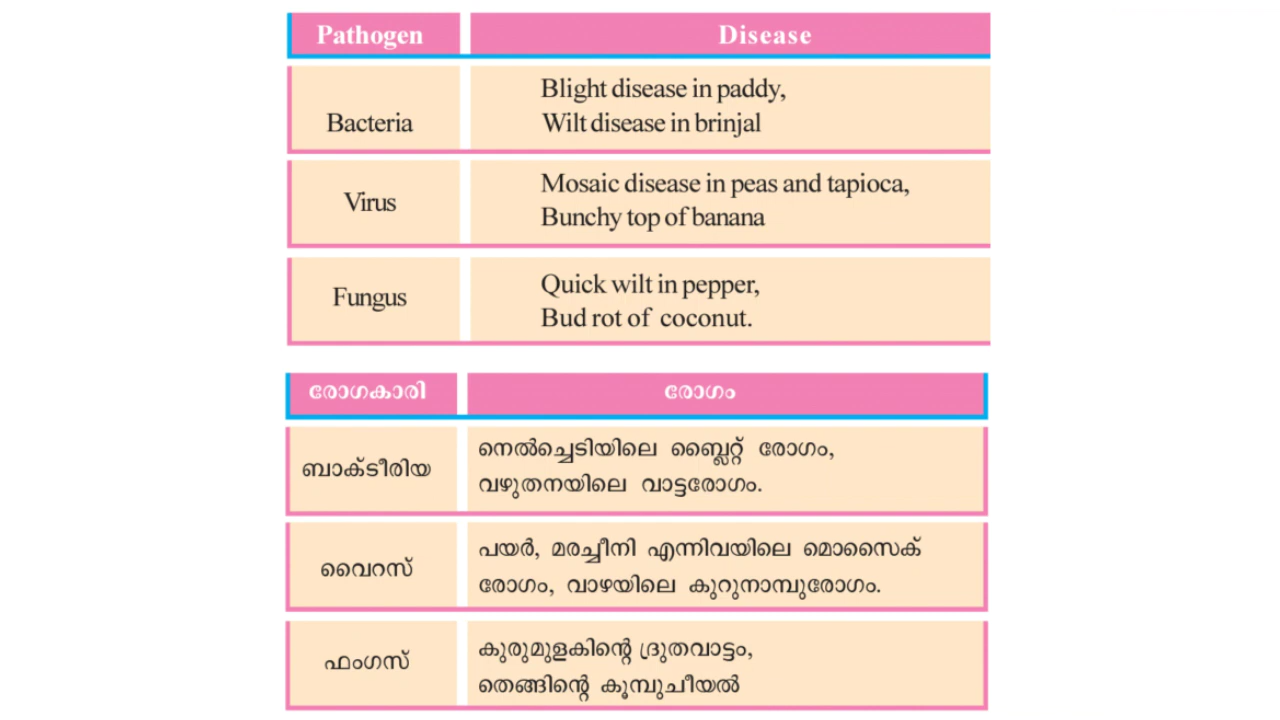 Pathogen Disease
Bacteria
Blight disease in paddy,
Wilt disease in brinjal
Virus
Mosaic disease in peas and tapioca,
Bunchy top of banana
Fungus
Quick wilt in pepper,
Bud rot of coconut.
രോഗകാരി രോഗം
ബാക്ടീരിയ
നെൽച്ചെടിയിലെ ബ്ലൈറ്റ് രോഗം,
വഴുതനയിലെ വാട്ടരോഗം.
വൈറസ്
പയർ, മരച്ചീനി എന്നിവയിലെ മൊസൈക്
രോഗം, വാഴയിലെ കുറുനാമ്പുരോഗം.
ഫംഗസ്
കുരുമുളകിന്റെ ദ്രുതവാട്ടം,
തെങ്ങിന്റെ കൂമ്പുചീയൽ